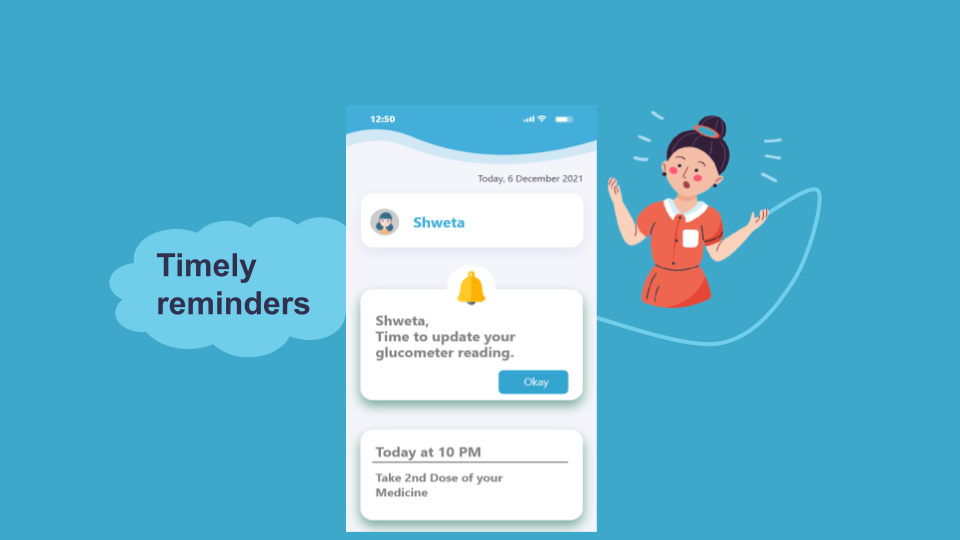 12:50
Today, 6 December 2021
Shweta
Timely
reminders
Shweta,
Time to update your
glucometer reading.
Okay
Today at 10 PM
Take 2nd Dose of your
Medicine